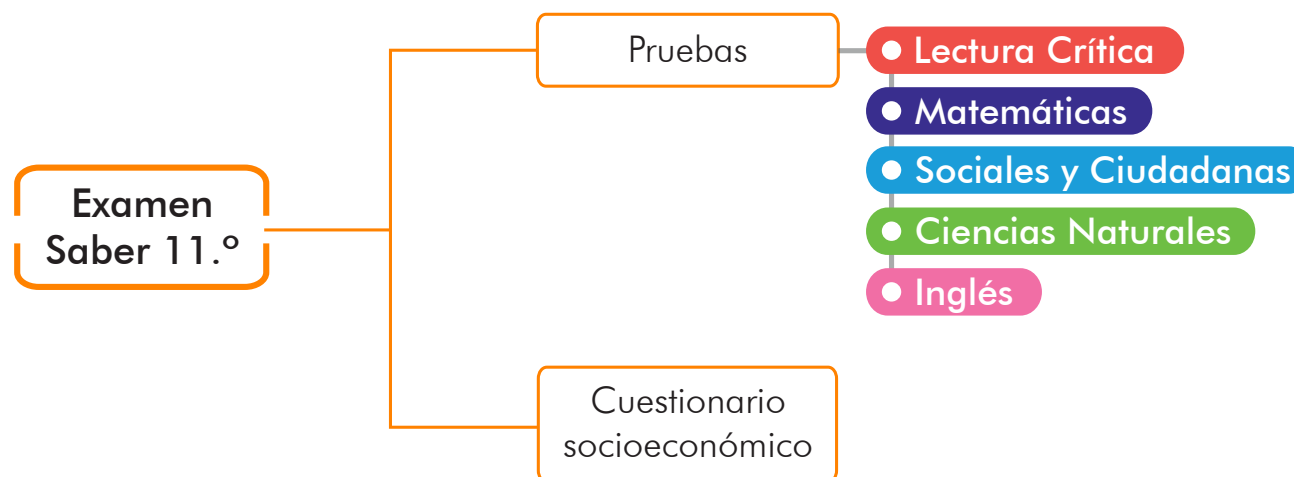 Examen
Saber 11.º
Pruebas
Lectura Crítica
Matemáticas
Sociales y Ciudadanas
Ciencias Naturales
Inglés
Cuestionario
socioeconómico